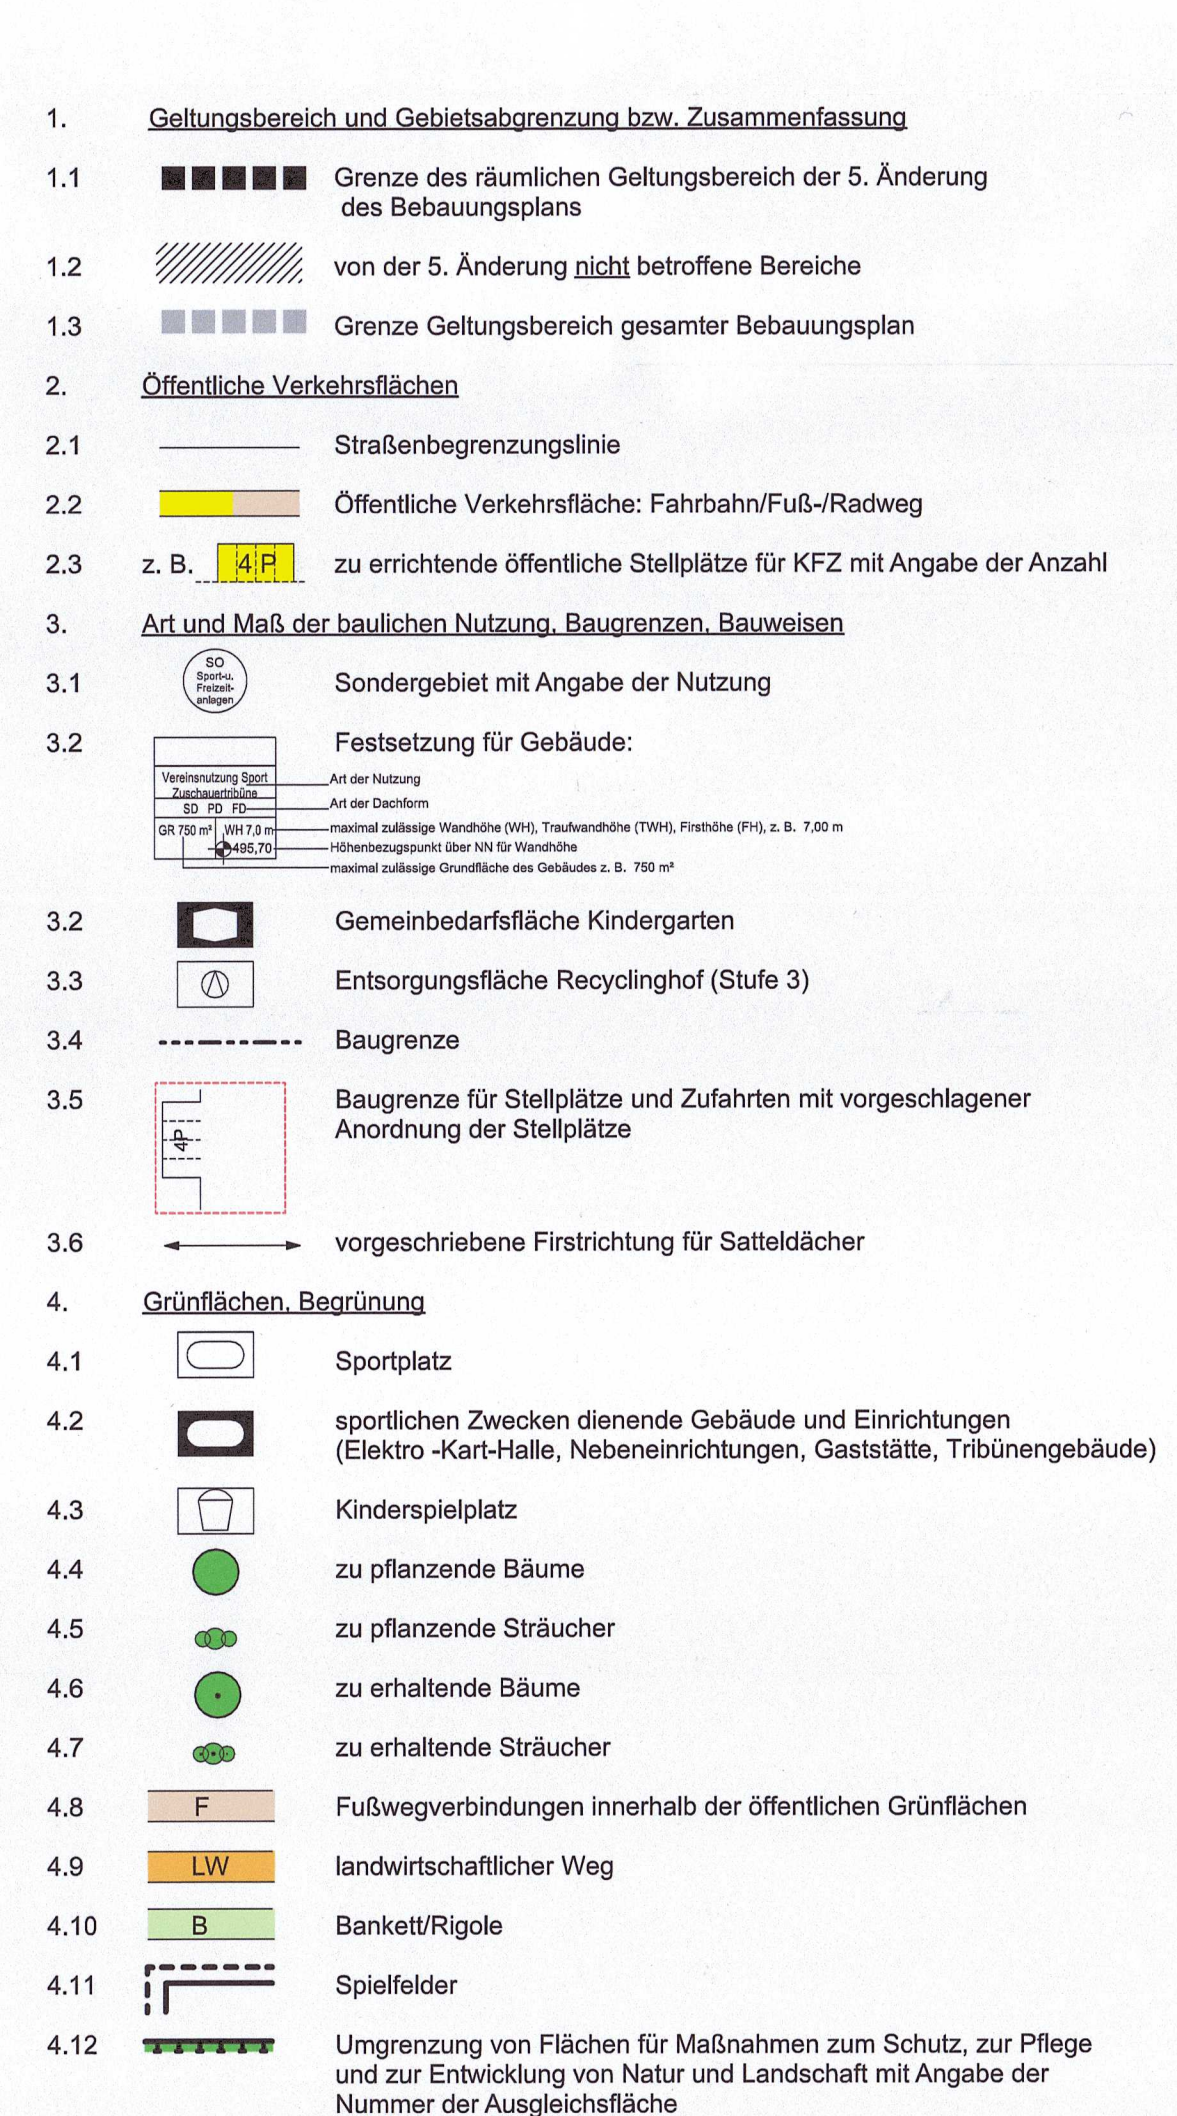 1. Geltungsbereich und Gebietsabgrenzung bzw. Zusammenfassung
1.1 Grenze des räumlichen Geltungsbereich der 5. Änderung
des Bebauungsplans
1.2 von der 5. Änderung nicht betroffene Bereiche
1.3 Grenze Geltungsbereich gesamter Bebauungsplan
2. Öffentliche Verkehrsflächen
2.1 Straßenbegrenzungslinie
2.2 Öffentliche Verkehrsfläche: Fahrbahn/Fuß-/Radweg
2.3 z. B. 4 P zu errichtende öffentliche Stellplätze für KFZ mit Angabe der Anzahl
3. Art und Maß der baulichen Nutzung, Baugrenzen, Bauweisen
SO
Sport-u.
Freizeit-
anlagen
3.1 Sondergebiet mit Angabe der Nutzung
3.2 Festsetzung für Gebäude:
Vereinsnutzung Sport
Zuschauertribüne
Art der Nutzung
SD PD FD Art der Dachform
GR 750 m² WH 7,0 m maximal zulässige Wandhöhe (WH), Traufwandhöhe (TWH), Firsthöhe (FH), z. B. 7,00 m
495,70 Höhenbezugspunkt über NN für Wandhöhe
maximal zulässige Grundfläche des Gebäudes z. B. 750 m²
3.2 Gemeinbedarfsfläche Kindergarten
3.3 Entsorgungsfläche Recyclinghof (Stufe 3)
3.4 Baugrenze
3.5 Baugrenze für Stellplätze und Zufahrten mit vorgeschlagener
Anordnung der Stellplätze
4P
3.6 vorgeschriebene Firstrichtung für Satteldächer
4. Grünflächen, Begrünung
4.1 Sportplatz
4.2 sportlichen Zwecken dienende Gebäude und Einrichtungen
(Elektro -Kart-Halle, Nebeneinrichtungen, Gaststätte, Tribünengebäude)
4.3 Kinderspielplatz
4.4 zu pflanzende Bäume
4.5 zu pflanzende Sträucher
4.6 zu erhaltende Bäume
4.7 zu erhaltende Sträucher
4.8 F Fußwegverbindungen innerhalb der öffentlichen Grünflächen
4.9 LW landwirtschaftlicher Weg
4.10 B Bankett/Rigole
4.11 Spielfelder
4.12 Umgrenzung von Flächen für Maßnahmen zum Schutz, zur Pflege
und zur Entwicklung von Natur und Landschaft mit Angabe der
Nummer der Ausgleichsfläche